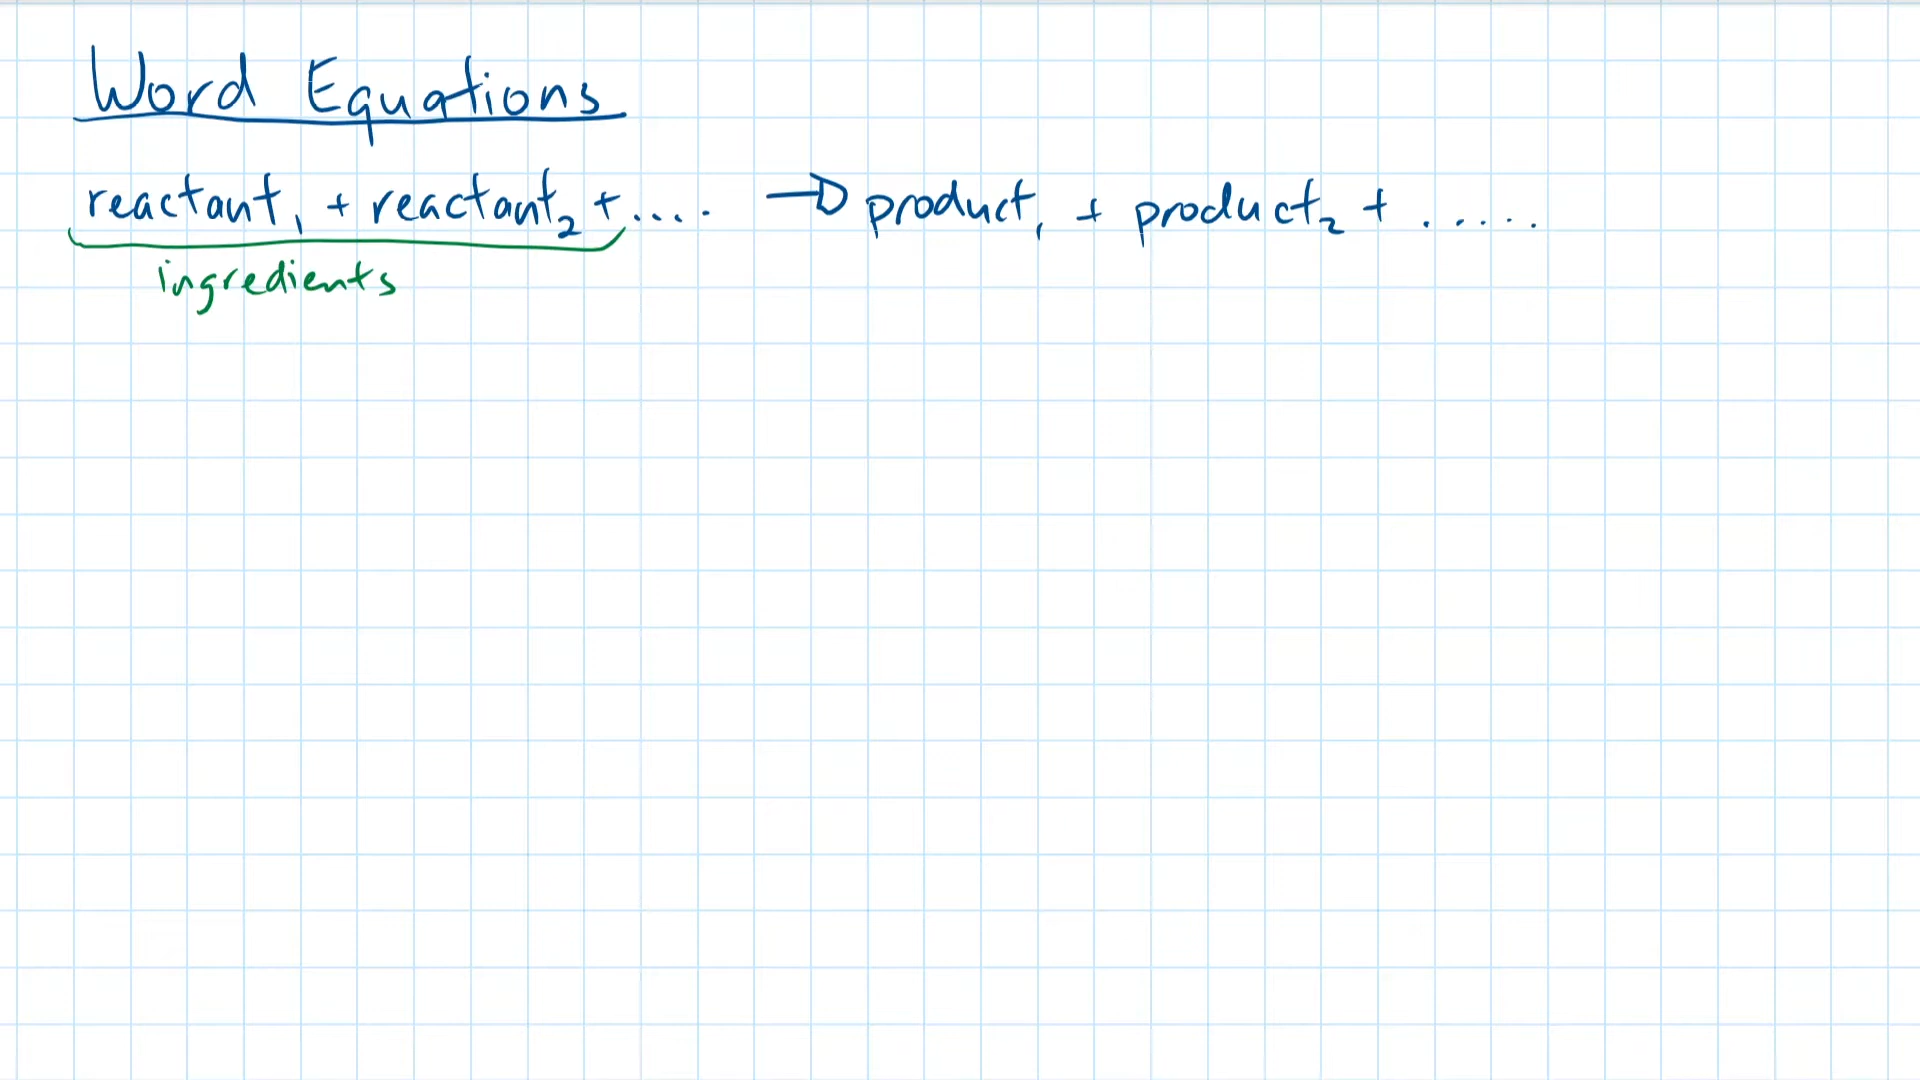 Word Equations
reactant₁ + reactant₂ + .... → product₁ + product₂ + .....
ingredients